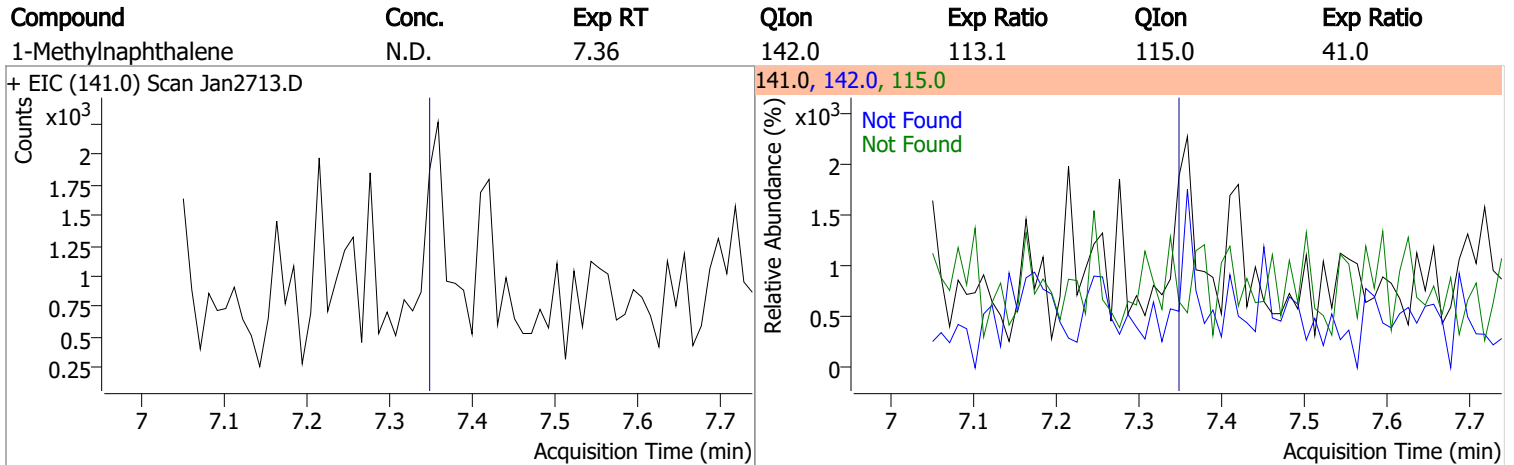 Compound Conc. Exp RT QIon Exp Ratio QIon Exp Ratio
1-Methylnaphthalene N.D. 7.36 142.0 113.1 115.0 41.0
+ EIC (141.0) Scan Jan2713.D
Counts
x10³
2
1.75
1.5
1.25
1
0.75
0.5
0.25
7 7.1 7.2 7.3 7.4 7.5 7.6 7.7
Acquisition Time (min)
141.0, 142.0, 115.0
Relative Abundance (%)
x10³
Not Found
Not Found
2
1.5
1
0.5
0
7 7.1 7.2 7.3 7.4 7.5 7.6 7.7
Acquisition Time (min)